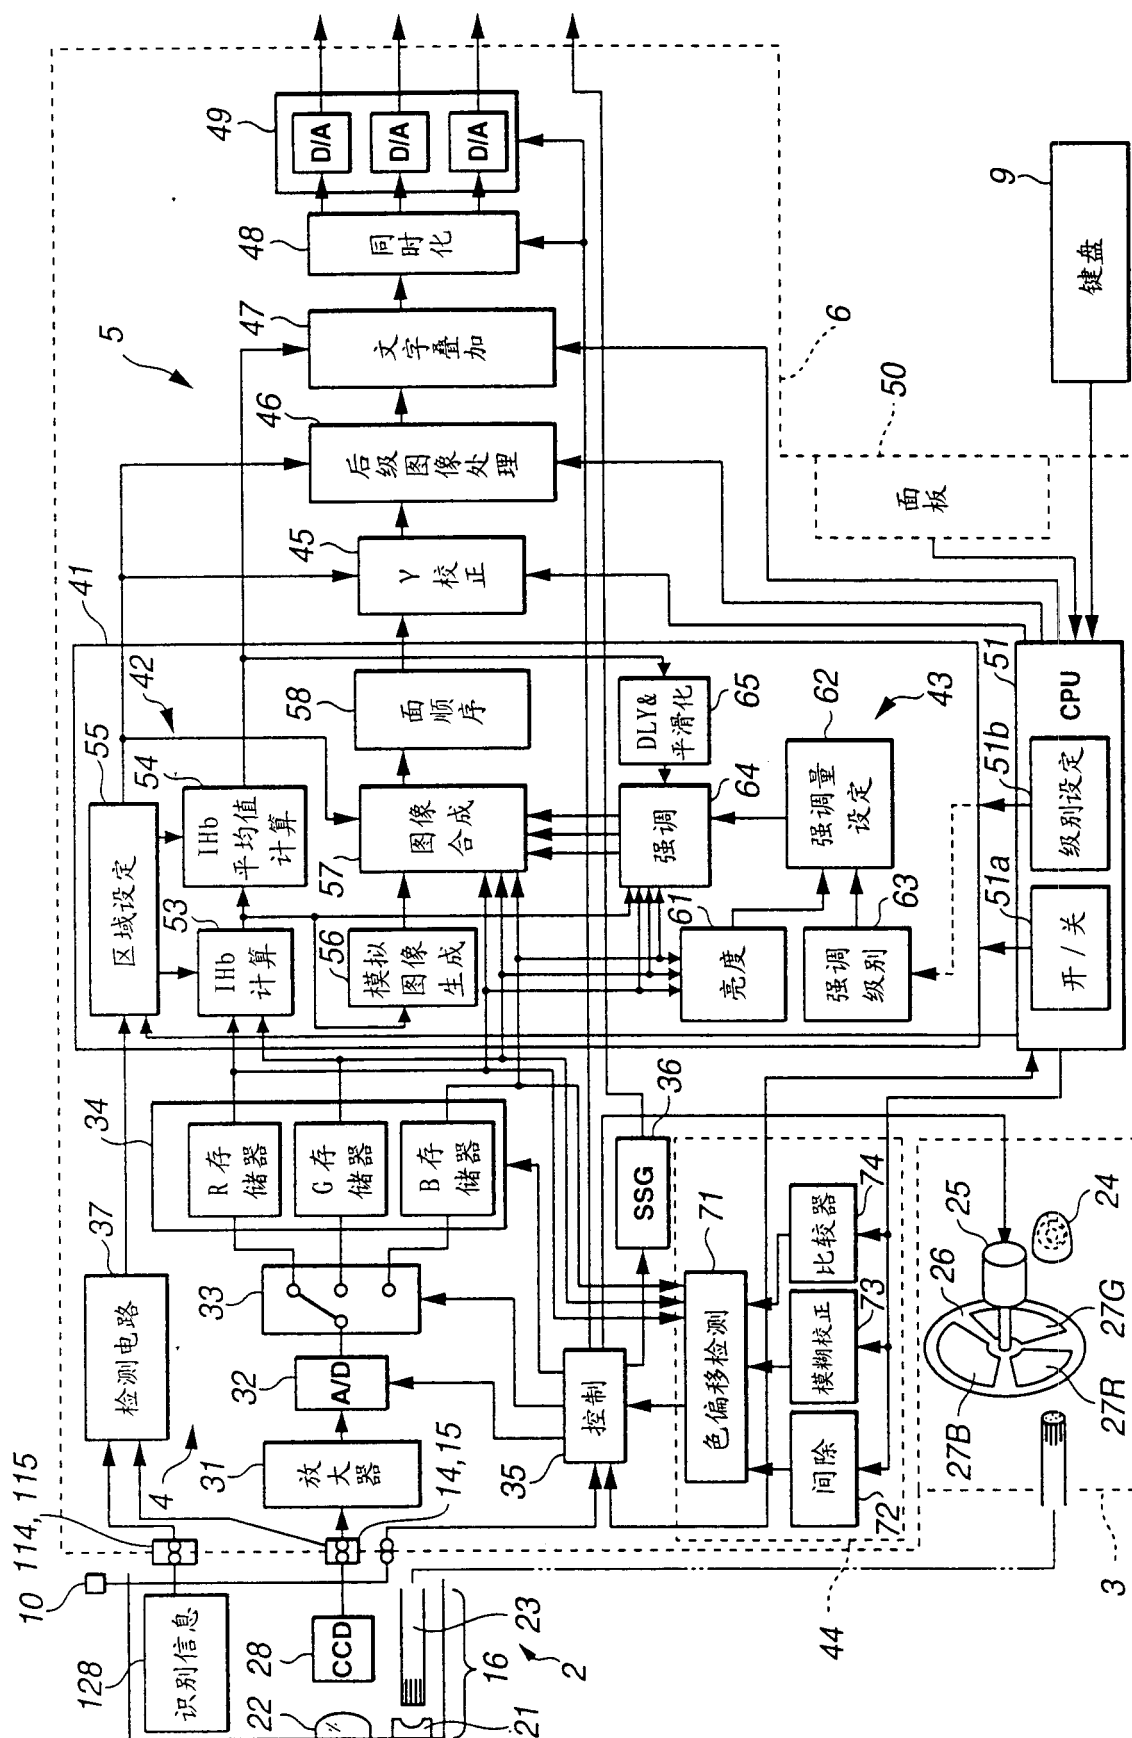 5
49
D/A
D/A
D/A
48
同时化
47
文字叠加
46
后级图像处理
45
γ
校正
41
42
55
区域设定
54
IHb
平均值
计算
53
IHb
计算
58
面顺序
57
图像
合成
56
模拟
图像
生成
65
DLY&
平滑化
64
强调
62
强调量
设定
43
61
亮度
63
强调
级别
6
50
面
板
9
键盘
51
CPU
51b
级别设定
51a
开/关
34
R存
储器
G存
储器
B存
储器
37
检测电路
33
32
A/D
31
放大器
4
14,15
114,115
10
128
识别信息
28
CCD
22
23
21
16
2
35
控制
36
SSG
71
色偏移检测
74
比较器
73
模糊校正
72
间除
44
24
25
26
27G
27R
27B
3